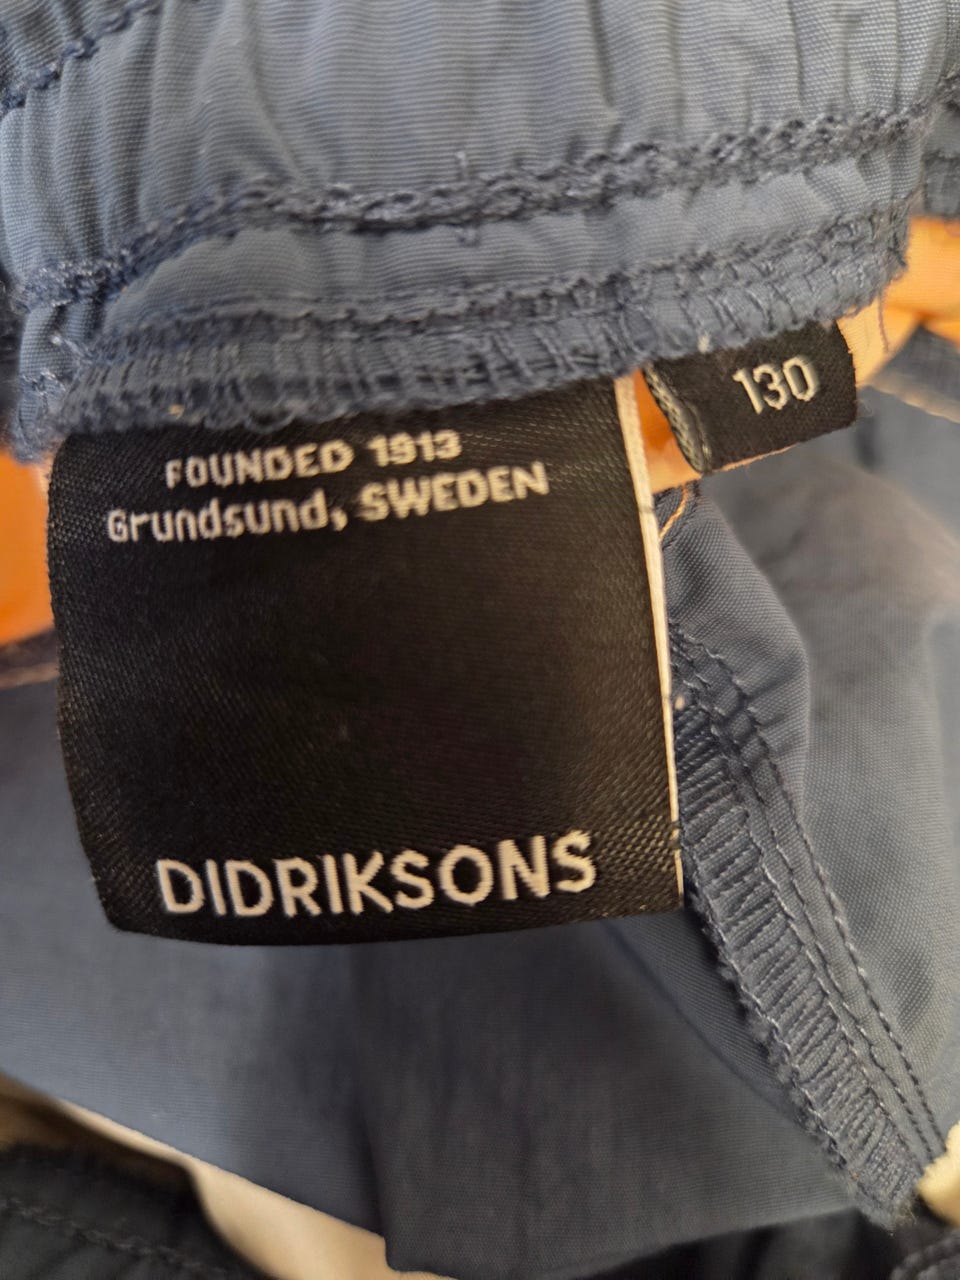 130
FOUNDED 1913
Grundsund, SWEDEN
DIDRIKSONS